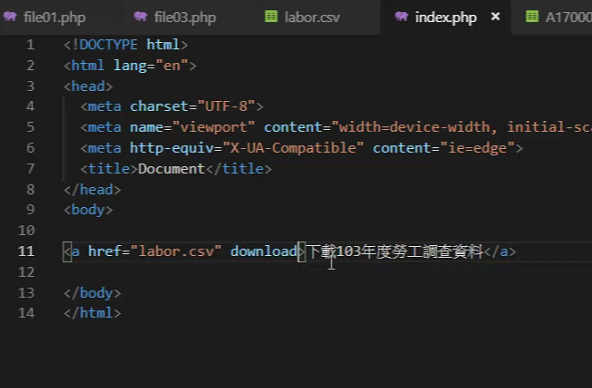 file01.php file03.php labor.csv index.php × A17000
1 <!DOCTYPE html>
2 <html lang="en">
3 <head>
4 <meta charset="UTF-8">
5 <meta name="viewport" content="width=device-width, initial-sca
6 <meta http-equiv="X-UA-Compatible" content="ie=edge">
7 <title>Document</title>
8 </head>
9 <body>
10
11 <a href="labor.csv" download>下載103年度勞工調查資料</a>
12
13 </body>
14 </html>